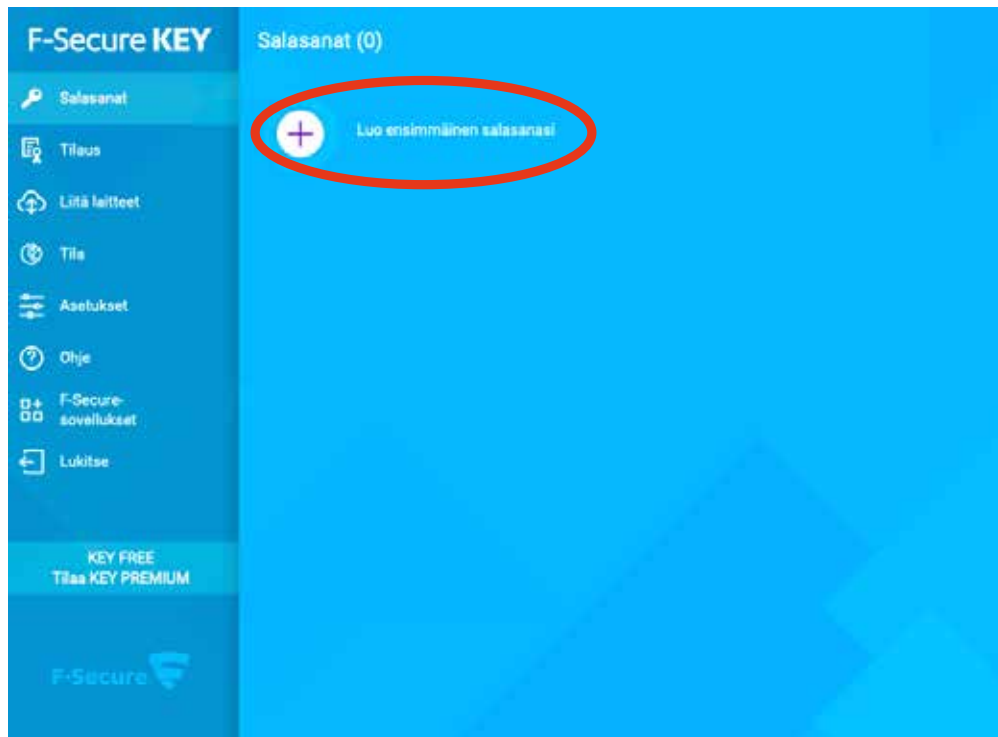 F-Secure KEY
Salasanat (0)
Salasanat
Luo ensimmäinen salasanasi
Tilaus
Liitä laitteet
Tila
Asetukset
Ohje
F-Secure-
sovellukset
Lukitse
KEY FREE
Tilaa KEY PREMIUM
F-Secure